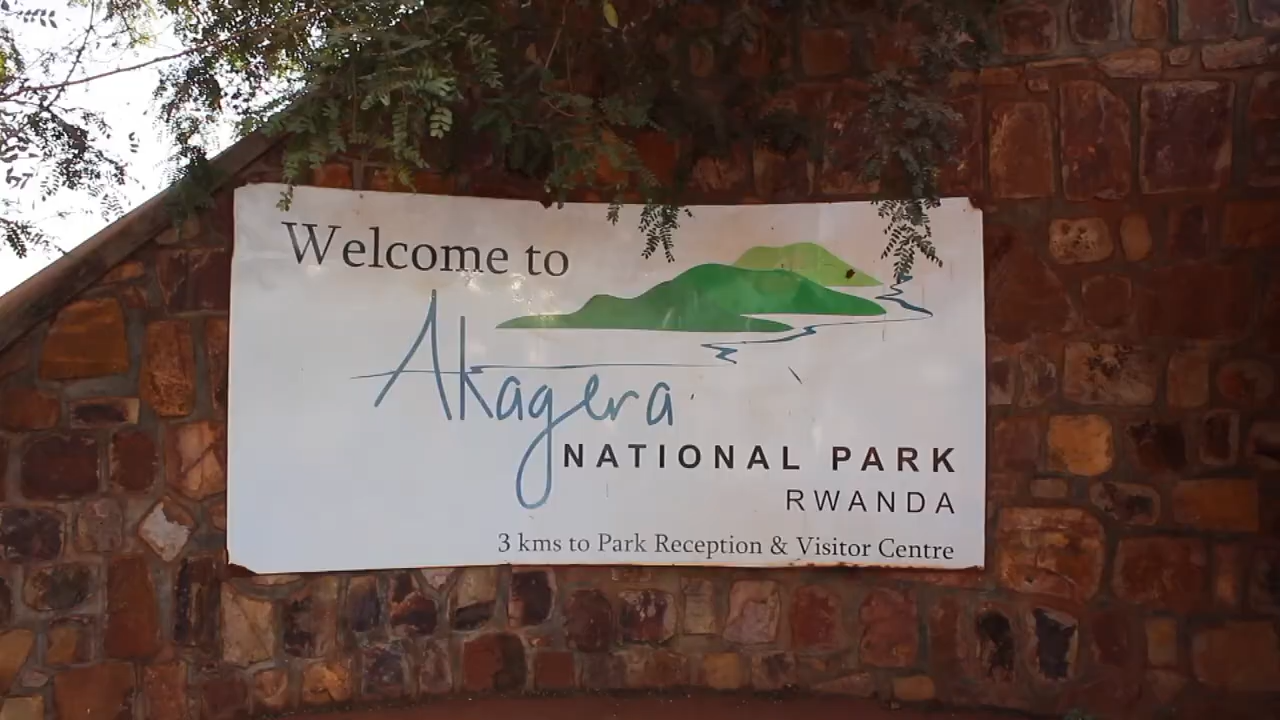 Welcome to
Akagera
NATIONAL PARK
RWANDA
3 kms to Park Reception & Visitor Centre